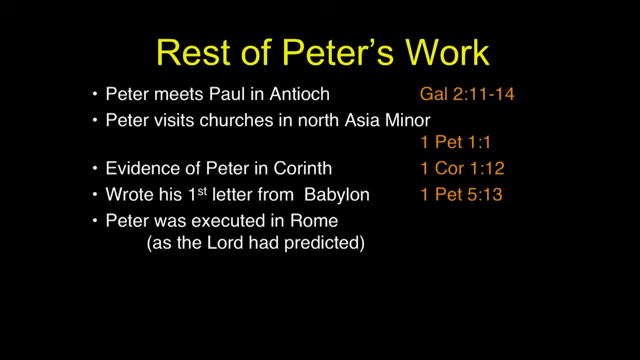 Rest of Peter's Work
• Peter meets Paul in Antioch Gal 2:11-14
• Peter visits churches in north Asia Minor
1 Pet 1:1
• Evidence of Peter in Corinth 1 Cor 1:12
• Wrote his 1st letter from Babylon 1 Pet 5:13
• Peter was executed in Rome
(as the Lord had predicted)